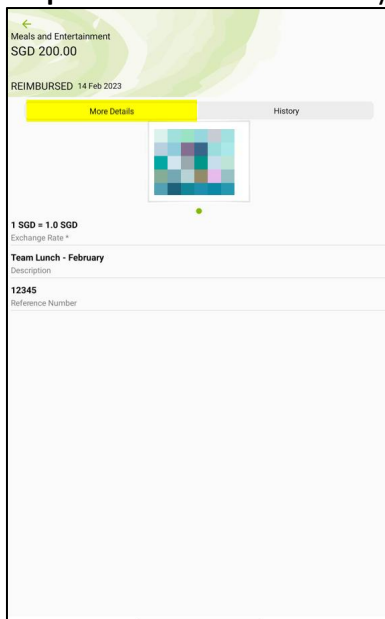 Meals and Entertainment
SGD 200.00
REIMBURSED 14 Feb 2023
More Details
History
1 SGD = 1.0 SGD
Exchange Rate *
Team Lunch - February
Description
12345
Reference Number